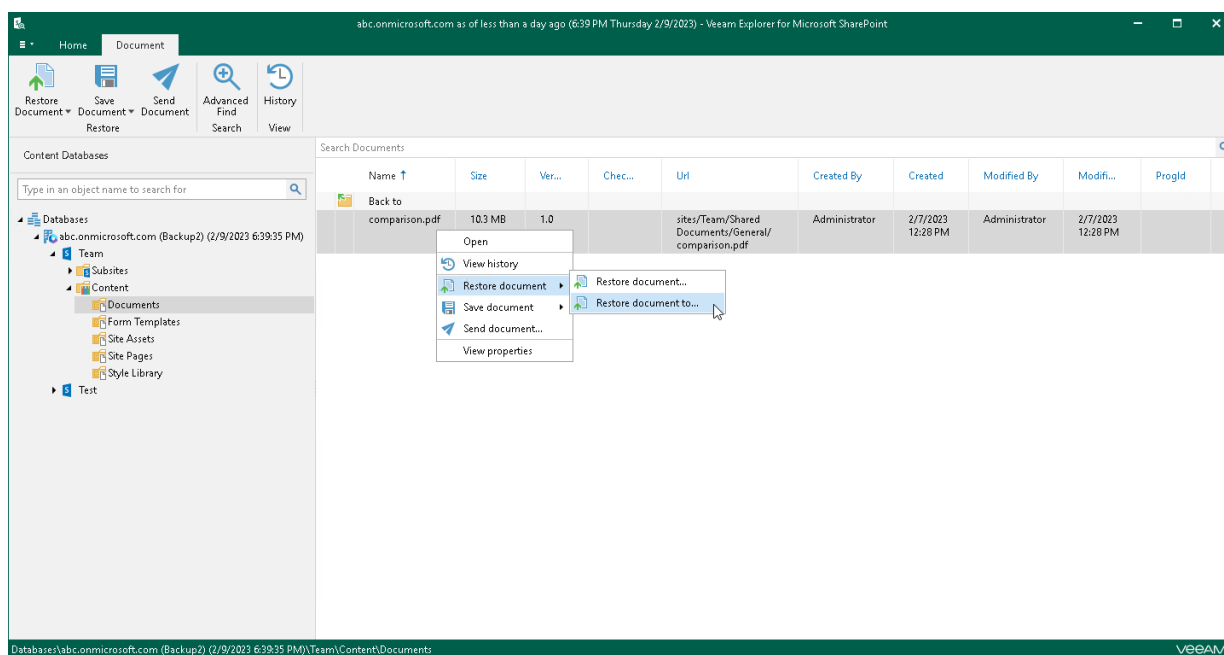 abc.onmicrosoft.com as of less than a day ago (6:39 PM Thursday 2/9/2023) - Veeam Explorer for Microsoft SharePoint
Home Document
Restore Document
Save Document
Send Document
Advanced Find
History
Restore Search View
Content Databases
Type in an object name to search for
Databases
abc.onmicrosoft.com (Backup2) (2/9/2023 6:39:35 PM)
Team
Subsites
Content
Documents
Form Templates
Site Assets
Site Pages
Style Library
Test
Search Documents
Name Size Ver... Chec... Url Created By Created Modified By Modifi... ProgId
Back to
comparison.pdf 10.3 MB 1.0 sites/Team/Shared Administrator 2/7/2023 Administrator 2/7/2023
Documents/General/ 12:28 PM 12:28 PM
comparison.pdf
Open
View history
Restore document
Save document
Send document...
View properties
Restore document...
Restore document to...
Databases\abc.onmicrosoft.com (Backup2) (2/9/2023 6:39:35 PM)\Team\Content\Documents
veeAM